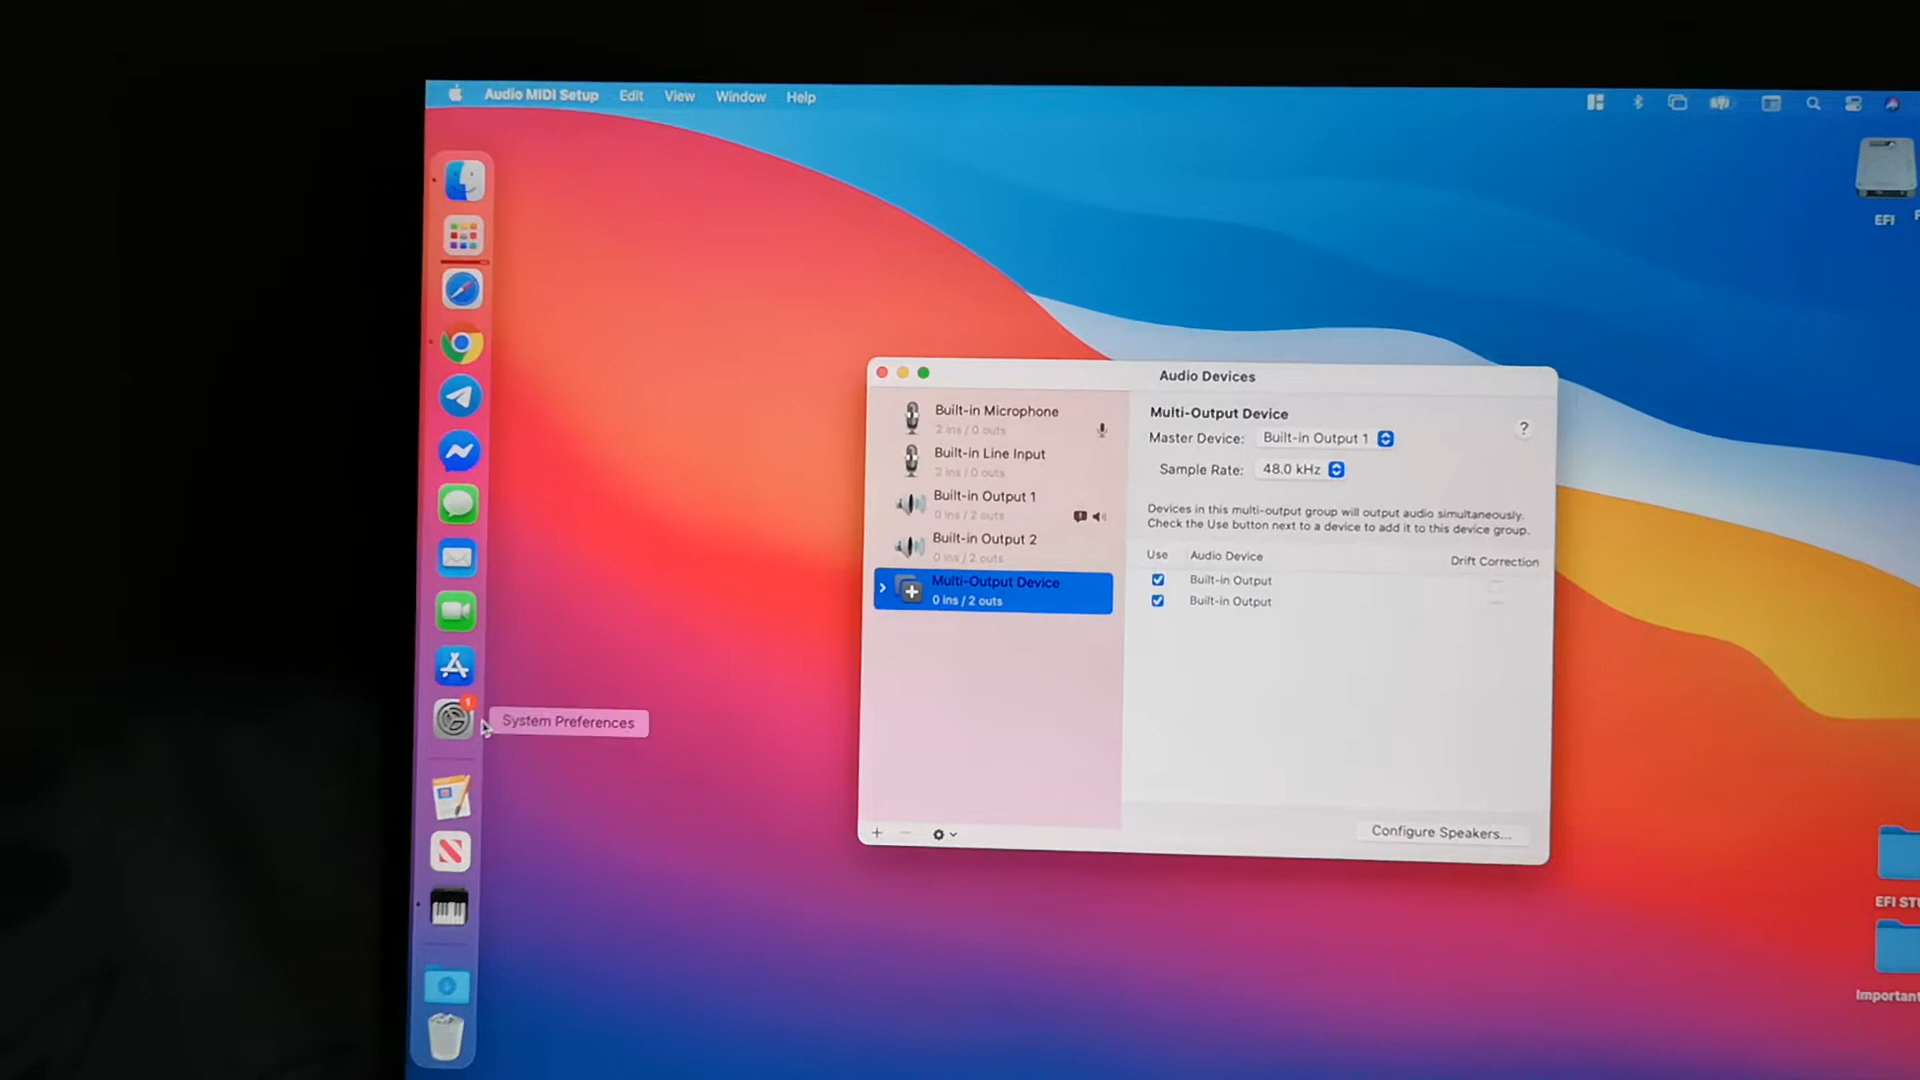 Audio MIDI Setup Edit View Window Help
EFI
Audio Devices
Built-in Microphone
2 ins / 0 outs
Built-in Line Input
2 ins / 0 outs
Built-in Output 1
0 ins / 2 outs
Built-in Output 2
0 ins / 2 outs
Multi-Output Device
0 ins / 2 outs
Multi-Output Device
?
Master Device: Built-in Output 1
Sample Rate: 48.0 kHz
Devices in this multi-output group will output audio simultaneously.
Check the Use button next to a device to add it to this device group.
Use Audio Device Drift Correction
Built-in Output
Built-in Output
Configure Speakers...
1
System Preferences
EFI ST
Important